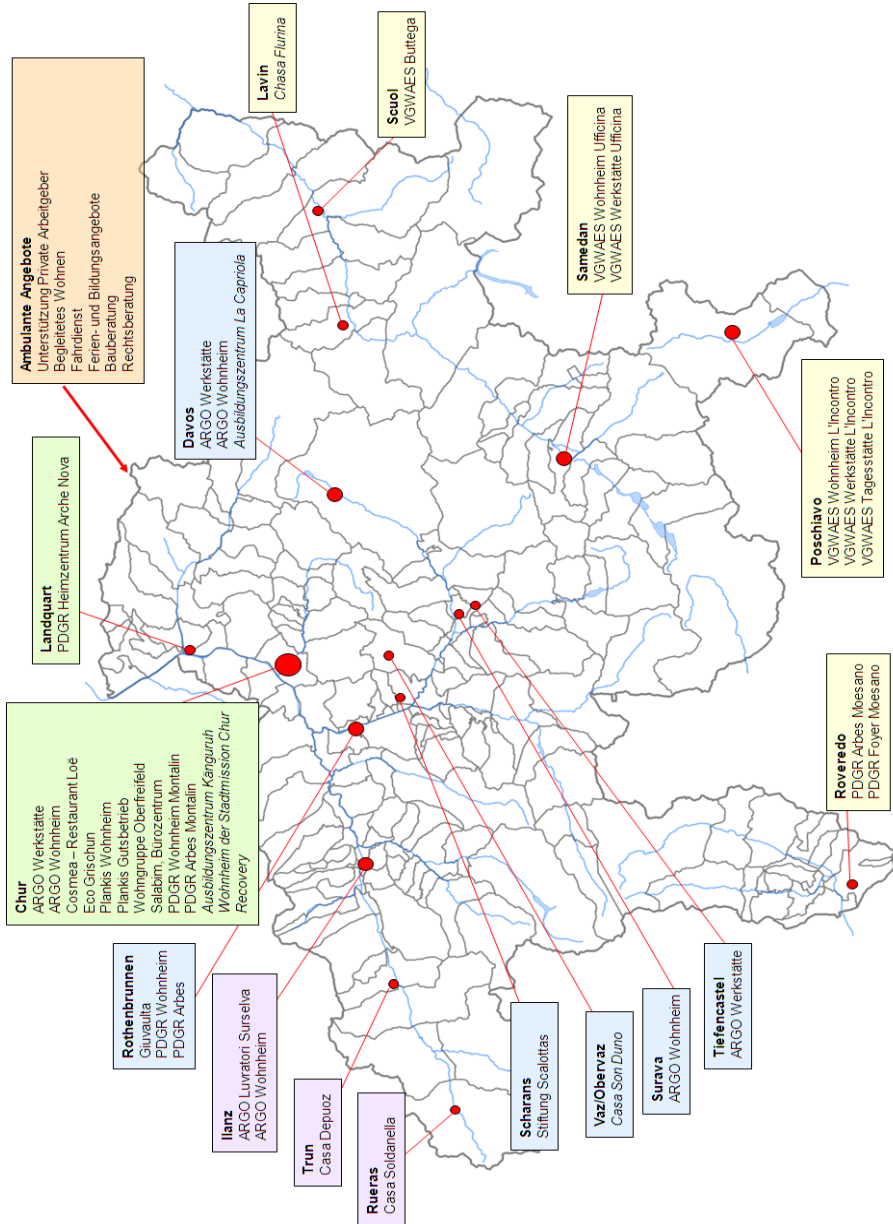 Ambulante Angebote
Unterstützung Private Arbeitgeber
Begleitetes Wohnen
Fahrdienst
Ferien- und Bildungsangebote
Bauberatung
Rechtsberatung
Landquart
PDGR Heimzentrum Arche Nova
Chur
ARGO Werkstätte
ARGO Wohnheim
Cosmea – Restaurant Loë
Eco Grischun
Plankis Wohnheim
Plankis Gutsbetrieb
Wohngruppe Oberfreifeld
Salabim, Bürozentrum
PDGR Wohnheim Montalin
PDGR Arbes Montalin
Ausbildungszentrum Känguruh
Wohnheim der Stadtmission Chur
Recovery
Rothenbrunnen
Giuvaulta
PDGR Wohnheim
PDGR Arbes
Ilanz
ARGO Luvratori Surselva
ARGO Wohnheim
Trun
Casa Depuoz
Rueras
Casa Soldanella
Davos
ARGO Werkstätte
ARGO Wohnheim
Ausbildungszentrum La Capriola
Lavin
Chasa Flurina
Scuol
VGWAES Buttega
Samedan
VGWAES Wohnheim Ufficina
VGWAES Werkstätte Ufficina
Poschiavo
VGWAES Wohnheim L'Incontro
VGWAES Werkstätte L'Incontro
VGWAES Tagesstätte L'Incontro
Roveredo
PDGR Arbes Moesano
PDGR Foyer Moesano
Tiefencastel
ARGO Werkstätte
Surava
ARGO Wohnheim
Vaz/Obervaz
Casa Son Duno
Scharans
Stiftung Scalottas